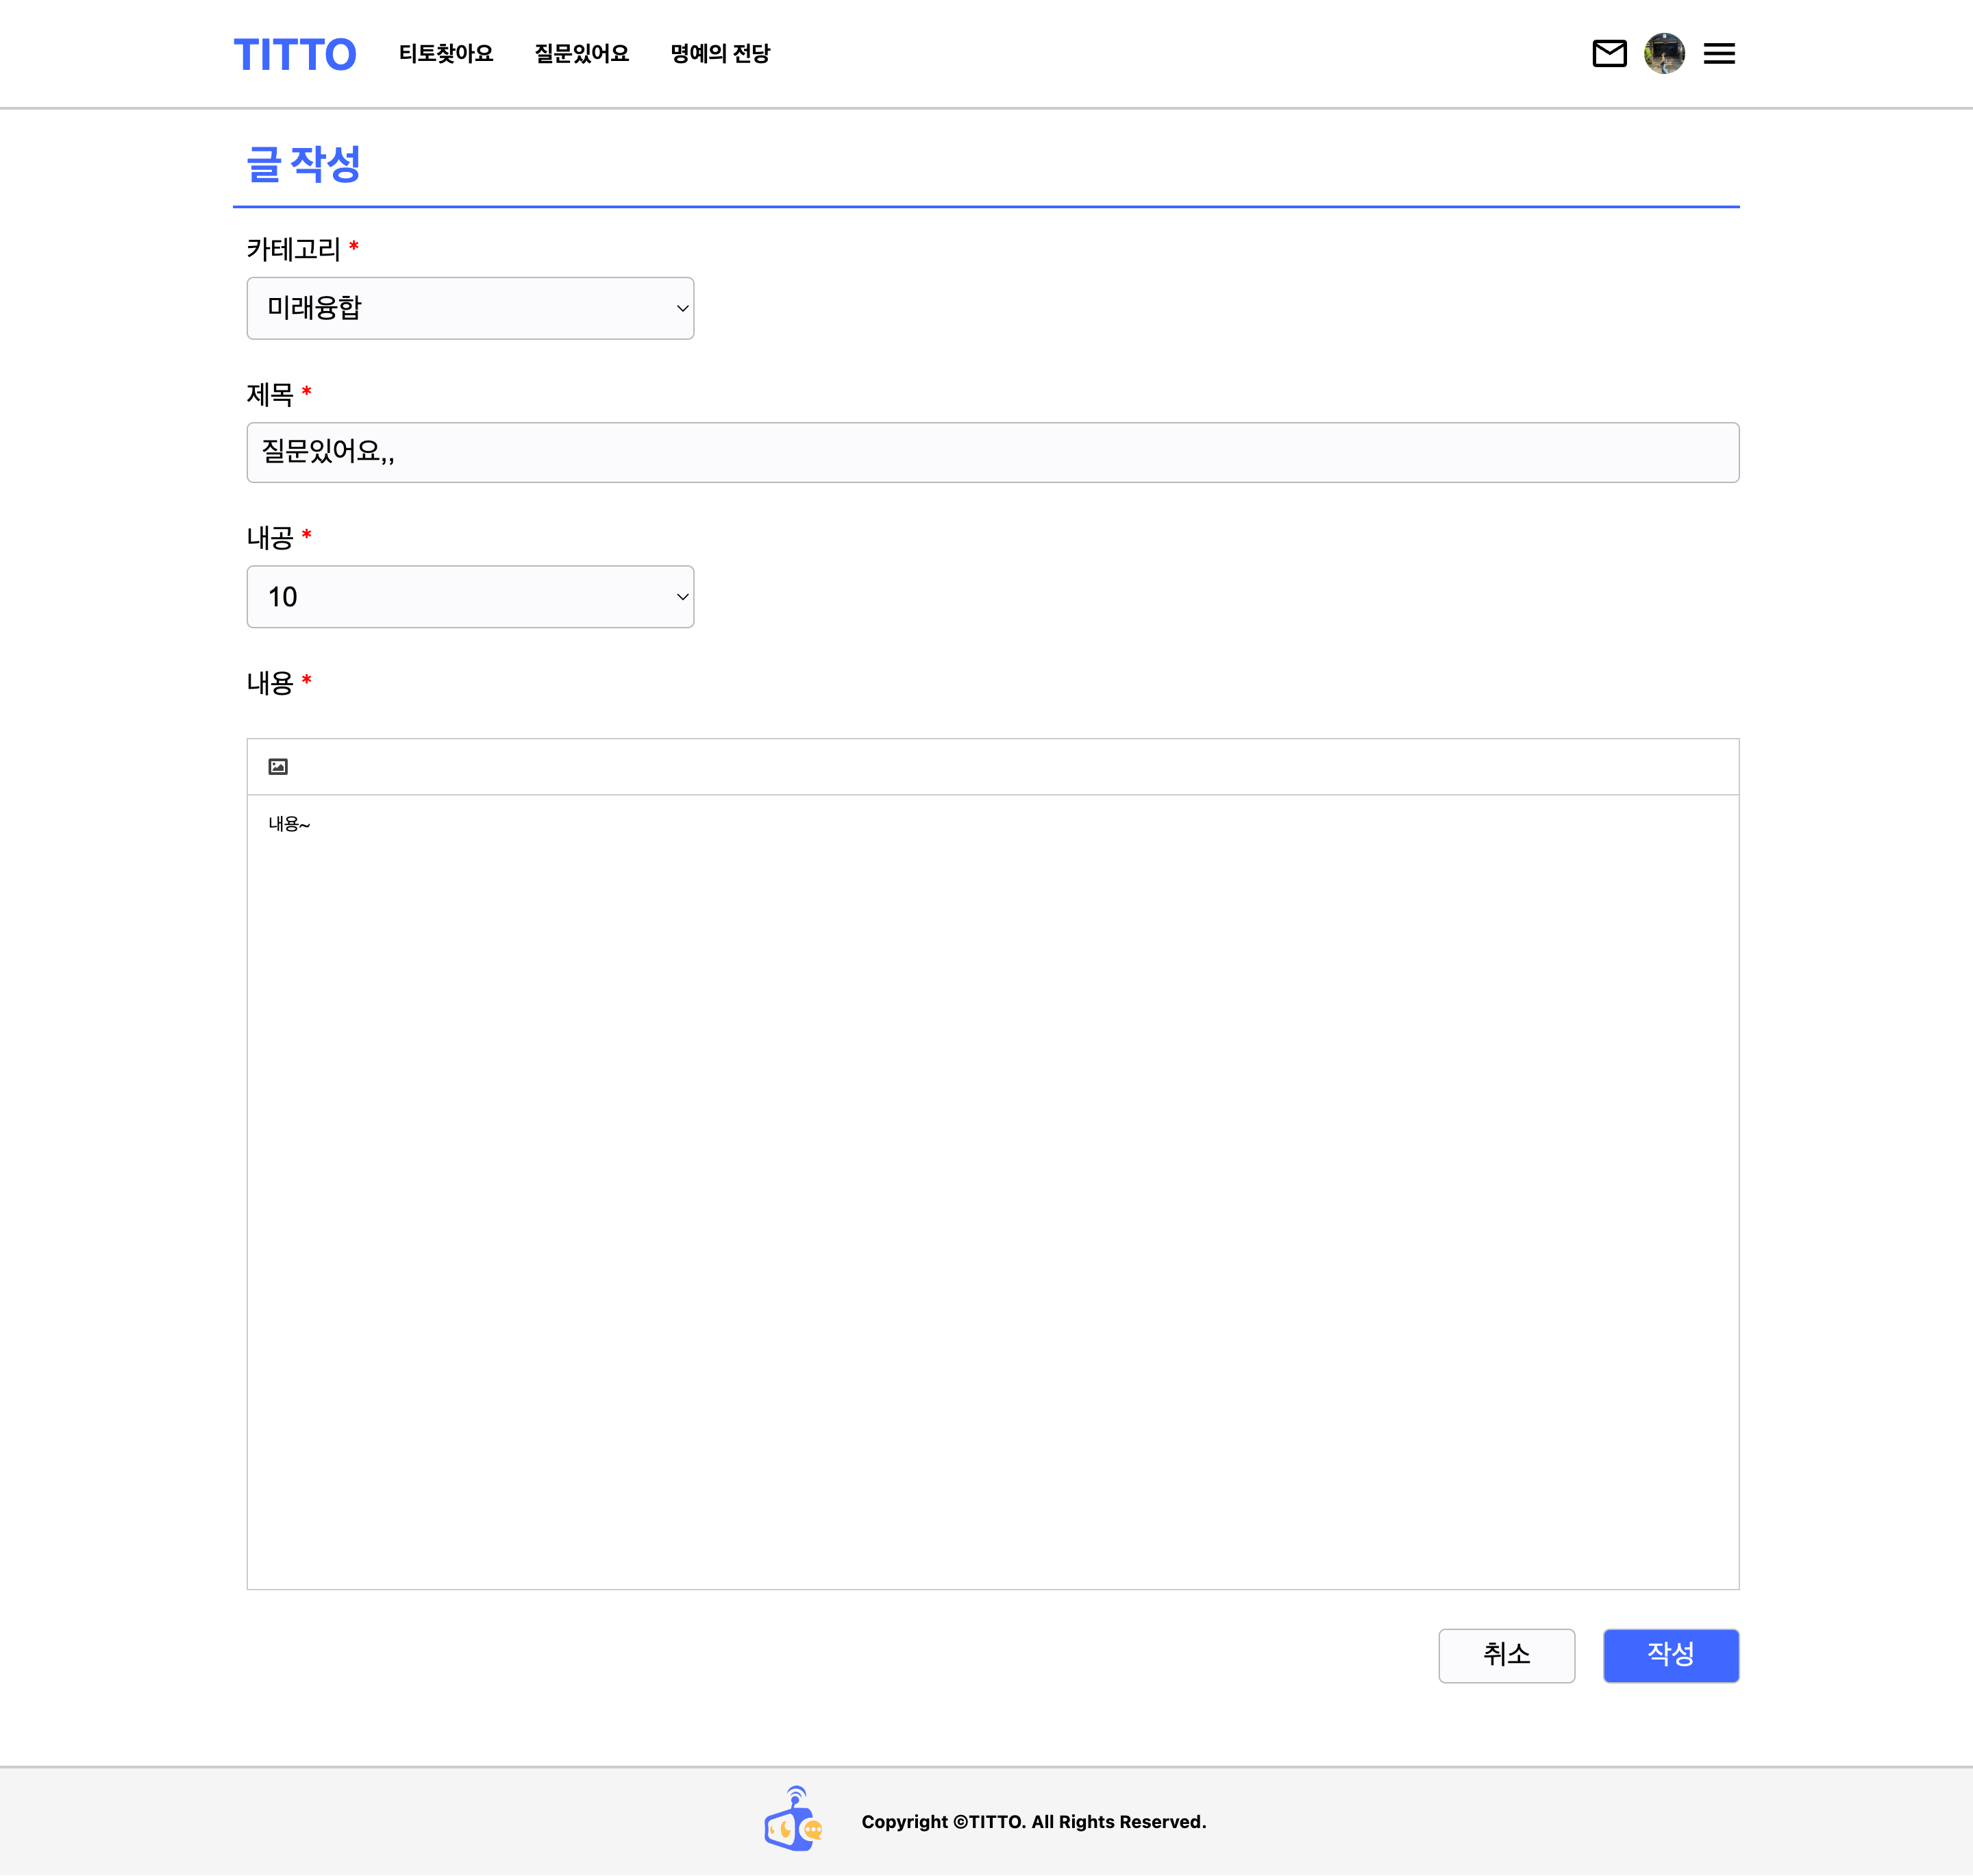 TITTO 티토찾아요 질문있어요 명예의 전당
글 작성
카테고리 *
미래융합
제목 *
질문있어요,,
내공 *
10
내용 *
내용~
취소 작성
Copyright ©TITTO. All Rights Reserved.